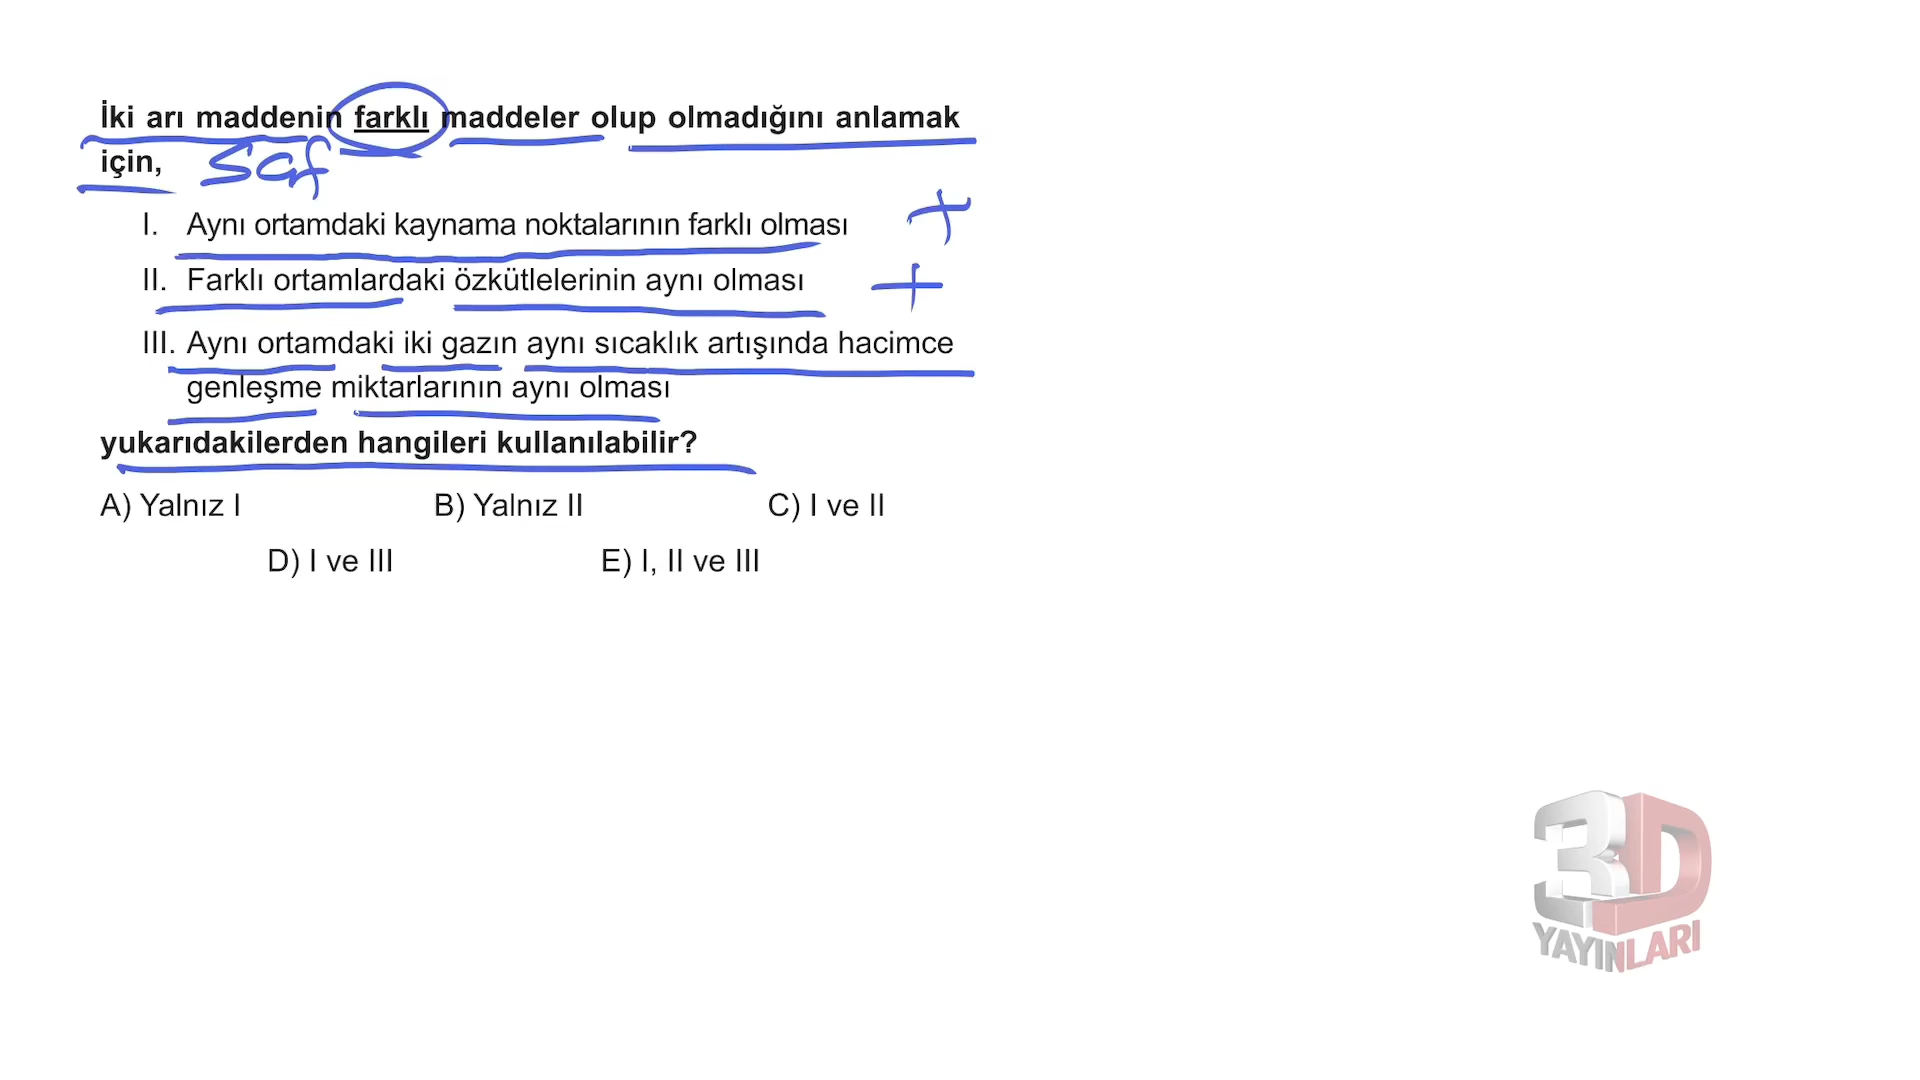 İki arı maddenin farklı maddeler olup olmadığını anlamak
için, saf
I. Aynı ortamdaki kaynama noktalarının farklı olması +
II. Farklı ortamlardaki özkütlelerinin aynı olması +
III. Aynı ortamdaki iki gazın aynı sıcaklık artışında hacimce
genleşme miktarlarının aynı olması
yukarıdakilerden hangileri kullanılabilir?
A) Yalnız I B) Yalnız II C) I ve II
D) I ve III E) I, II ve III
3D
YAYINLARI